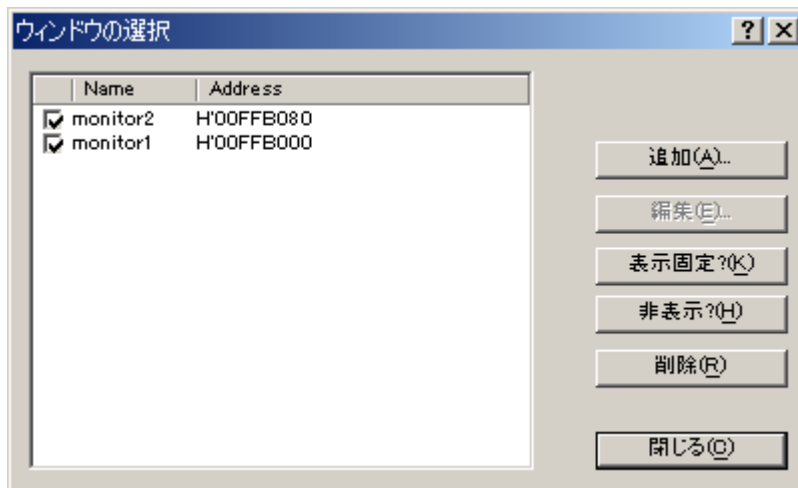 ウィンドウの選択
Name Address
monitor2 H'00FFB080
monitor1 H'00FFB000
追加(A)...
編集(E)...
表示固定?(K)
非表示?(H)
削除(R)
閉じる(C)